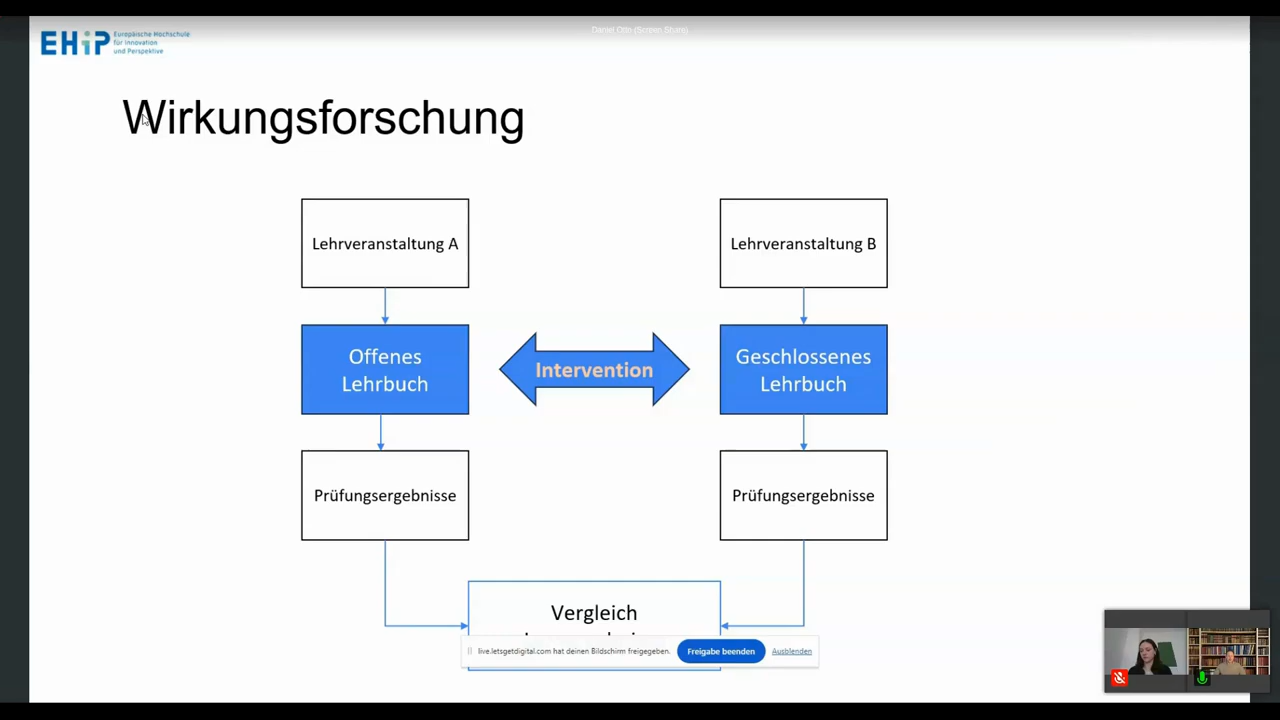 Daniel Otto (Screen Share)
EHiP
Europäische Hochschule
für Innovation
und Perspektive
Wirkungsforschung
Lehrveranstaltung A
Lehrveranstaltung B
Offenes
Lehrbuch
Intervention
Geschlossenes
Lehrbuch
Prüfungsergebnisse
Prüfungsergebnisse
Vergleich
live.letsgetdigital.com hat deinen Bildschirm freigegeben.
Freigabe beenden
Ausblenden